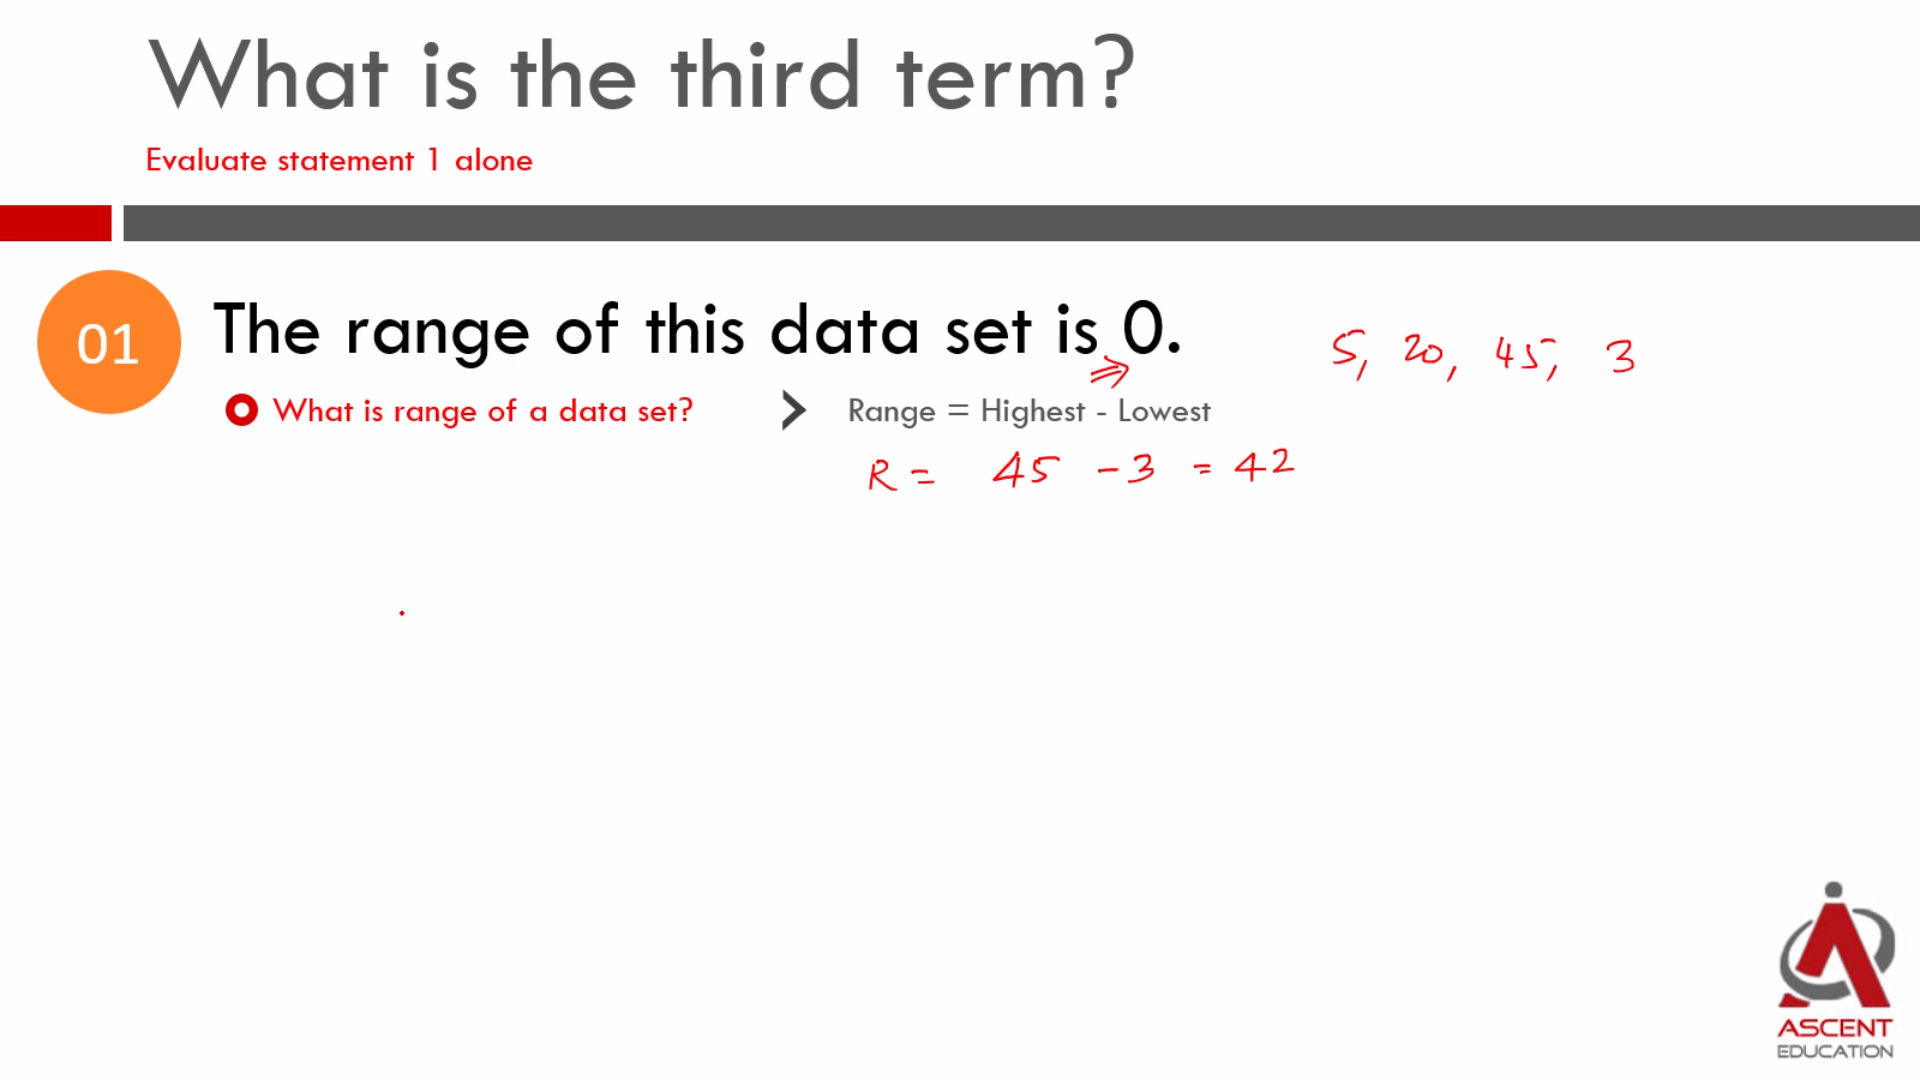 What is the third term?
Evaluate statement 1 alone
01
The range of this data set is 0.
5, 20, 45, 3
What is range of a data set?
Range = Highest - Lowest
R = 45 - 3 = 42
ASCENT
EDUCATION